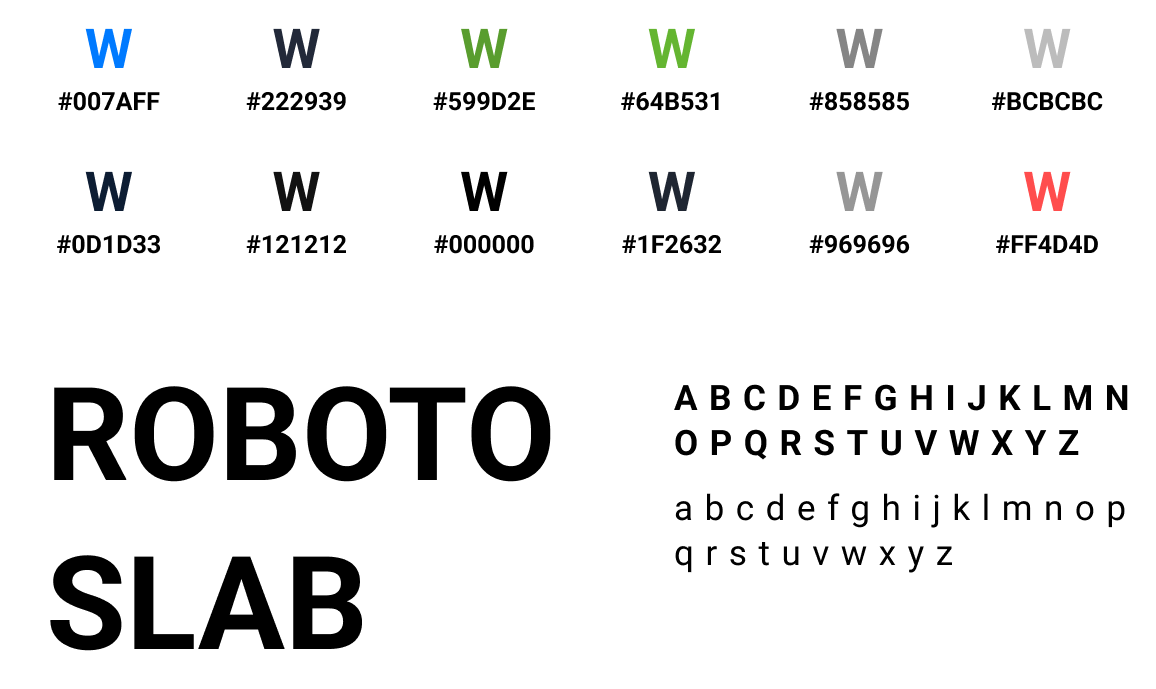 W W W W W W
#007AFF #222939 #599D2E #64B531 #858585 #BCBCBC
W W W W W W
#0D1D33 #121212 #000000 #1F2632 #969696 #FF4D4D
ROBOTO
SLAB
A B C D E F G H I J K L M N
O P Q R S T U V W X Y Z
a b c d e f g h i j k l m n o p
q r s t u v w x y z